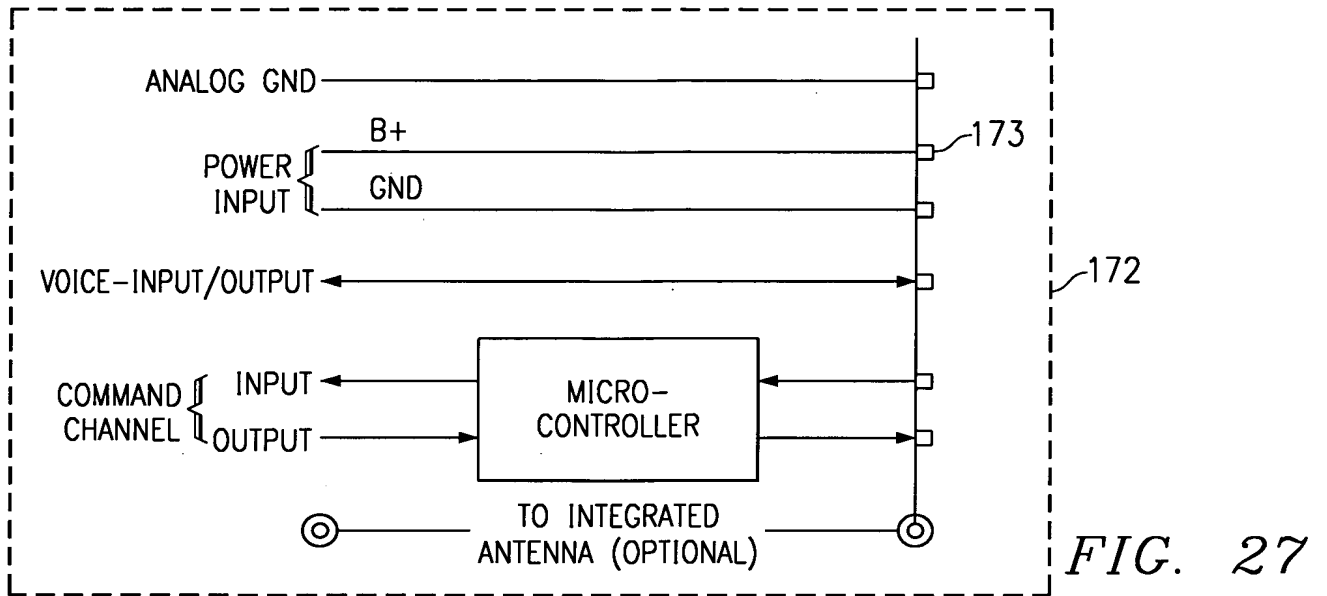 ANALOG GND
B+
173
POWER
INPUT
GND
VOICE-INPUT/OUTPUT
172
COMMAND
CHANNEL
INPUT
OUTPUT
MICRO-
CONTROLLER
TO INTEGRATED
ANTENNA (OPTIONAL)
FIG. 27